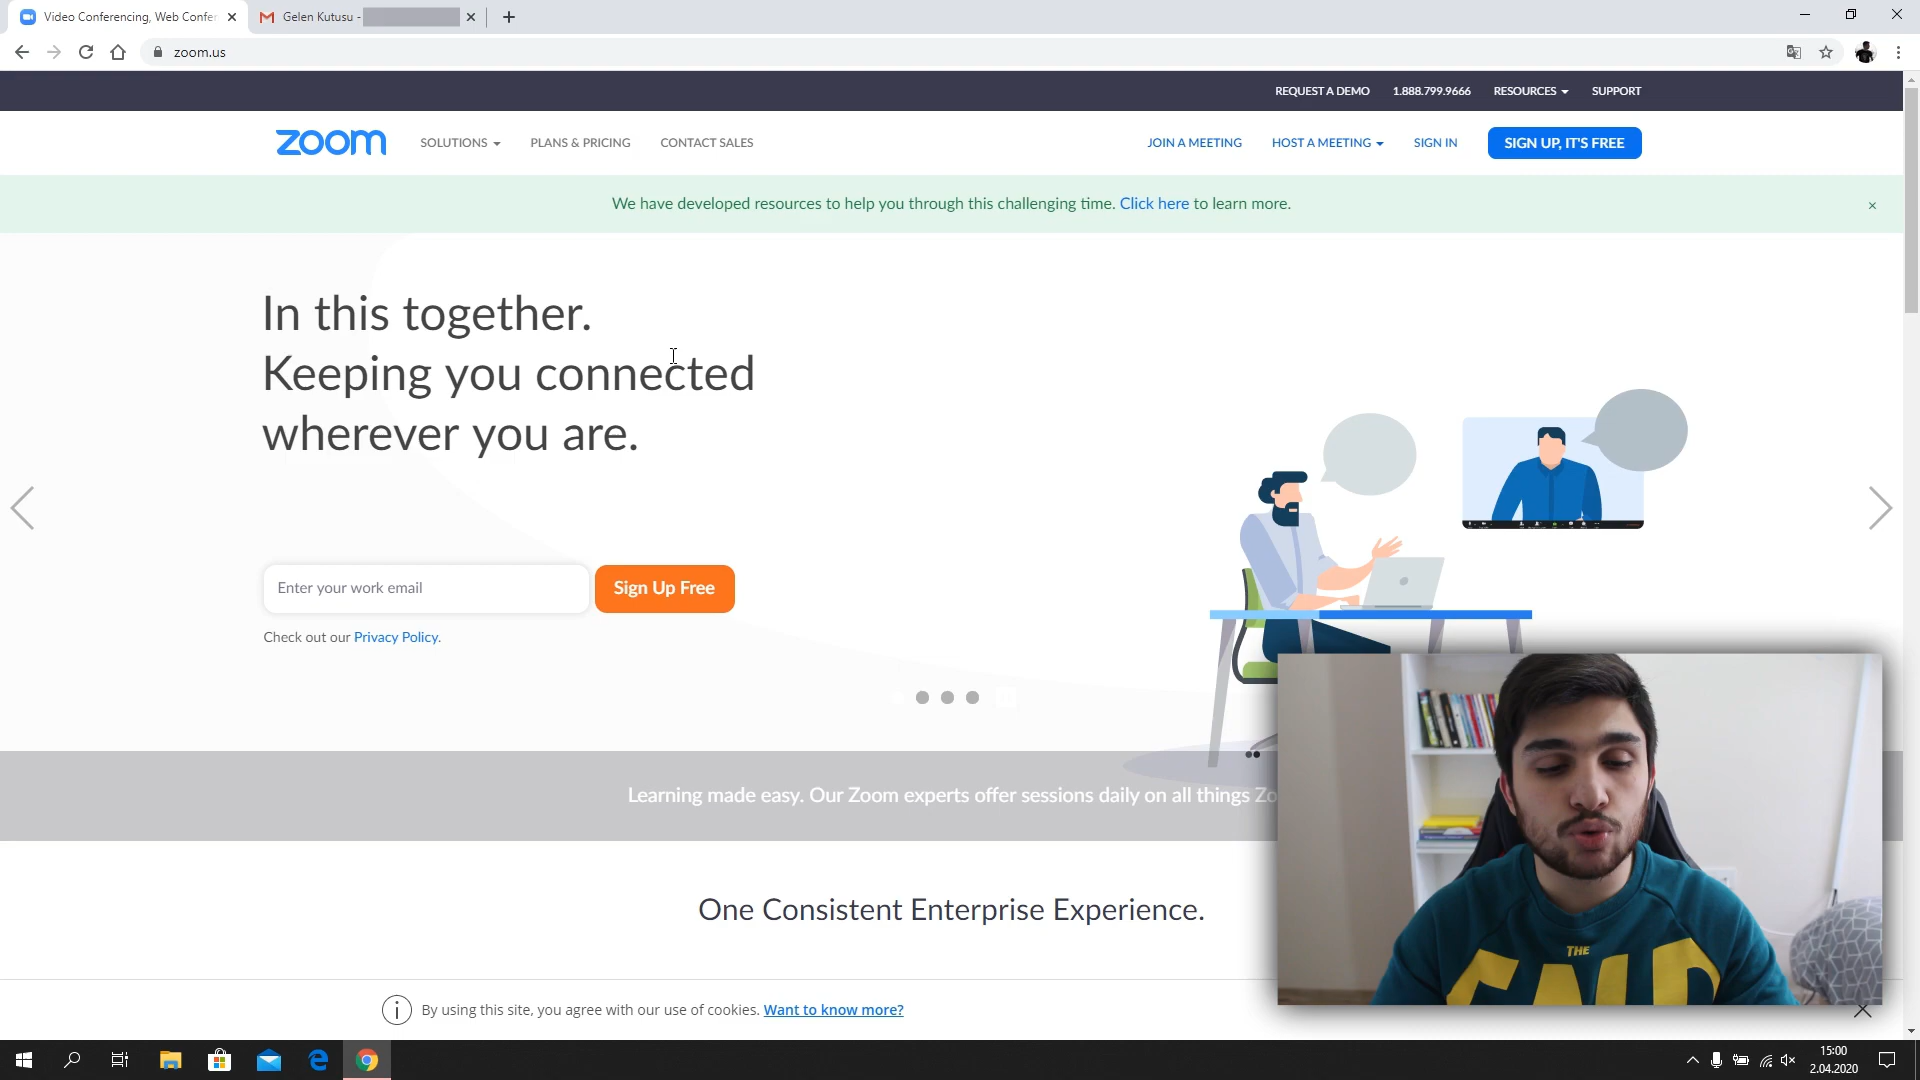 Video Conferencing, Web Confer
Gelen Kutusu -
zoom.us
REQUEST A DEMO 1.888.799.9666 RESOURCES SUPPORT
zoom SOLUTIONS PLANS & PRICING CONTACT SALES JOIN A MEETING HOST A MEETING SIGN IN SIGN UP, IT'S FREE
We have developed resources to help you through this challenging time. Click here to learn more.
In this together.
Keeping you connected
wherever you are.
Enter your work email Sign Up Free
Check out our Privacy Policy.
Learning made easy. Our Zoom experts offer sessions daily on all things Zo
One Consistent Enterprise Experience.
THE
By using this site, you agree with our use of cookies. Want to know more?
15:00
2.04.2020